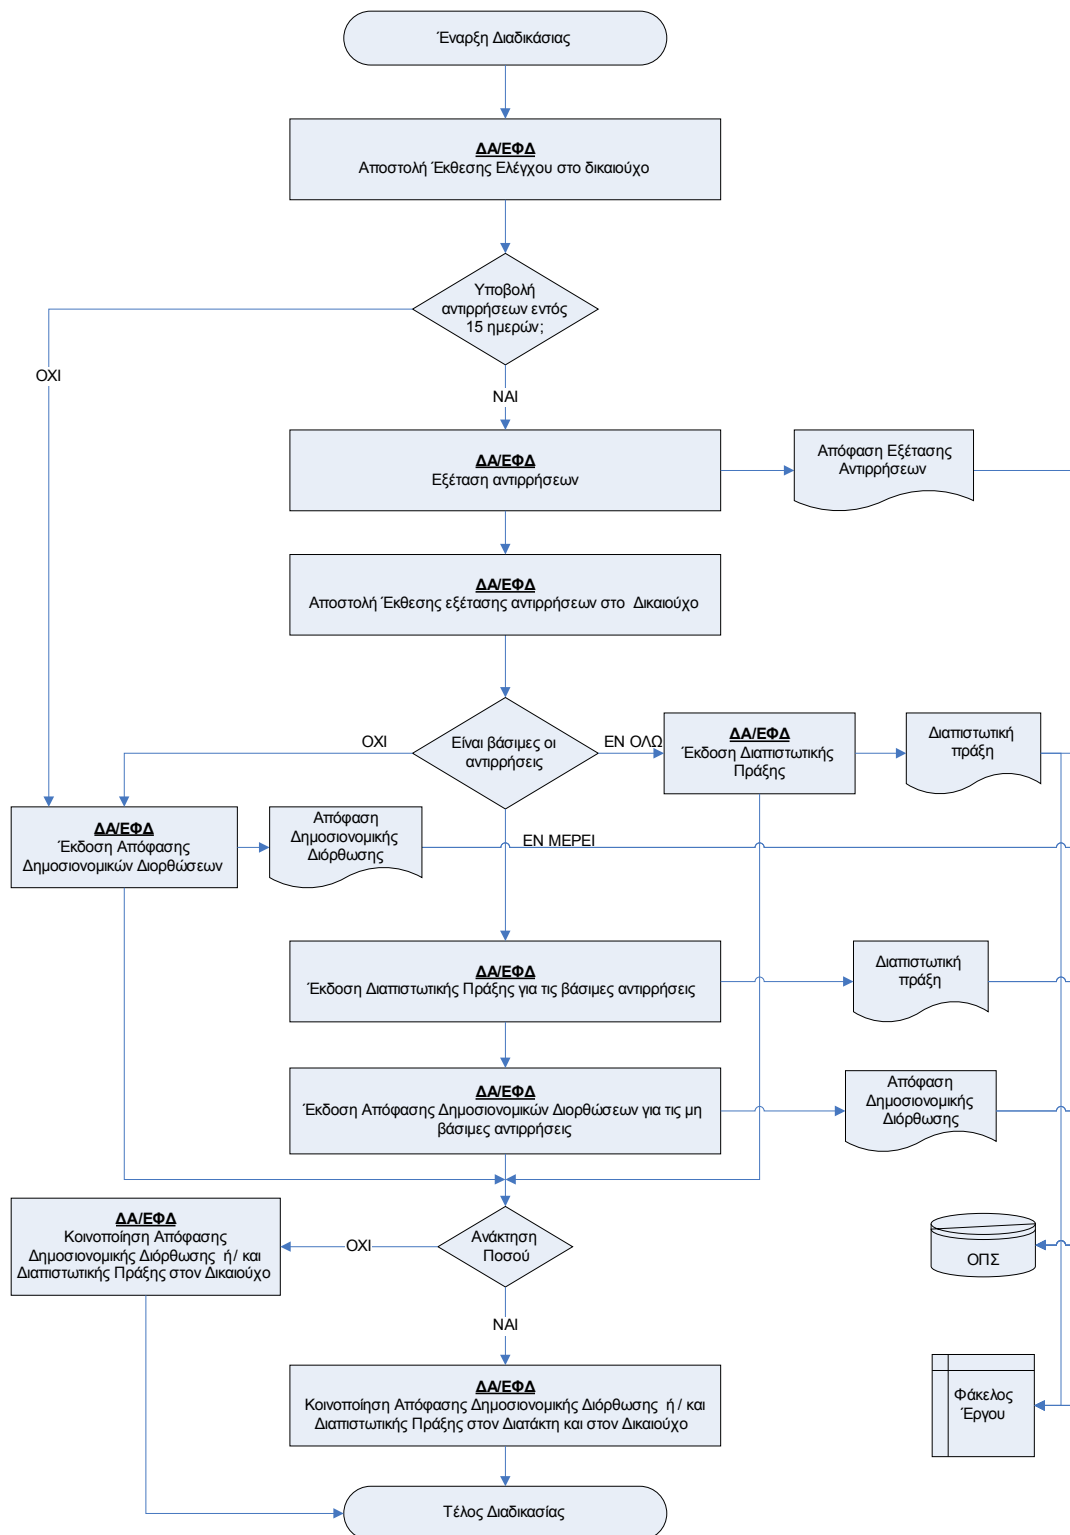 Έναρξη Διαδικάσιας
ΔΑ/ΕΦΔ
Αποστολή Έκθεσης Ελέγχου στο δικαιούχο
Υποβολή
αντιρρήσεων εντός
15 ημερών;
ΟΧΙ
ΝΑΙ
ΔΑ/ΕΦΔ
Εξέταση αντιρρήσεων
Απόφαση Εξέτασης
Αντιρρήσεων
ΔΑ/ΕΦΔ
Αποστολή Έκθεσης εξέτασης αντιρρήσεων στο Δικαιούχο
ΟΧΙ
Είναι βάσιμες οι
αντιρρήσεις
ΕΝ ΟΛΩ
ΔΑ/ΕΦΔ
Έκδοση Διαπιστωτικής
Πράξης
Διαπιστωτική
πράξη
ΔΑ/ΕΦΔ
Έκδοση Απόφασης
Δημοσιονομικών Διορθώσεων
Απόφαση
Δημοσιονομικής
Διόρθωσης
ΕΝ ΜΕΡΕΙ
ΔΑ/ΕΦΔ
Έκδοση Διαπιστωτικής Πράξης για τις βάσιμες αντιρρήσεις
Διαπιστωτική
πράξη
ΔΑ/ΕΦΔ
Έκδοση Απόφασης Δημοσιονομικών Διορθώσεων για τις μη
βάσιμες αντιρρήσεις
Απόφαση
Δημοσιονομικής
Διόρθωσης
ΔΑ/ΕΦΔ
Κοινοποίηση Απόφασης
Δημοσιονομικής Διόρθωσης ή/ και
Διαπιστωτικής Πράξης στον Δικαιούχο
ΟΧΙ
Ανάκτηση
Ποσού
ΟΠΣ
ΝΑΙ
ΔΑ/ΕΦΔ
Κοινοποίηση Απόφασης Δημοσιονομικής Διόρθωσης ή / και
Διαπιστωτικής Πράξης στον Διατάκτη και στον Δικαιούχο
Φάκελος
Έργου
Τέλος Διαδικασίας